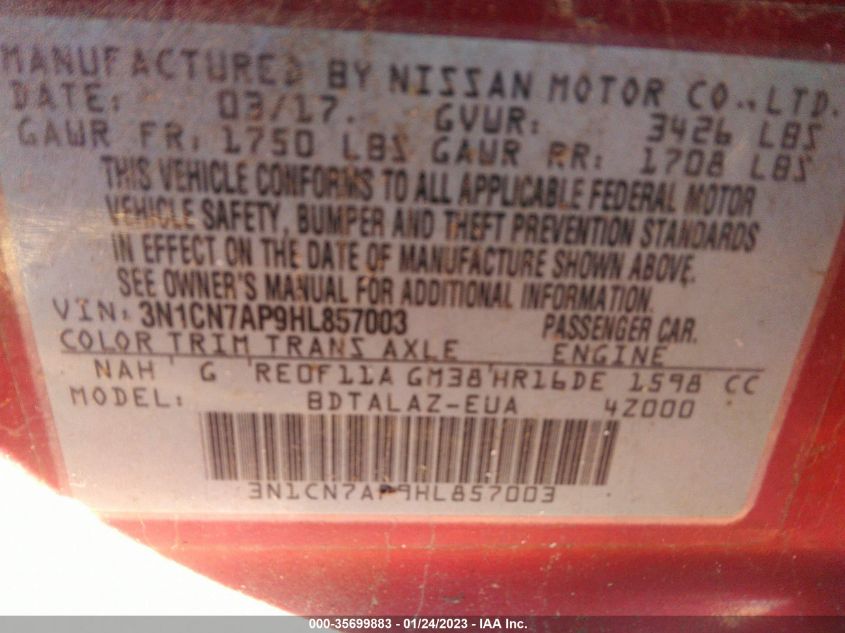 MANUFACTURED BY NISSAN MOTOR CO., LTD.
DATE: 03/17. GVWR: 3426 LBS
GAWR FR: 1750 LBS GAWR RR: 1708 LBS
THIS VEHICLE CONFORMS TO ALL APPLICABLE FEDERAL MOTOR
VEHICLE SAFETY, BUMPER AND THEFT PREVENTION STANDARDS
IN EFFECT ON THE DATE OF MANUFACTURE SHOWN ABOVE.
SEE OWNER'S MANUAL FOR ADDITIONAL INFORMATION.
VIN: 3N1CN7AP9HL857003 PASSENGER CAR.
COLOR TRIM TRANS AXLE ENGINE
NAH G RE0F11A GM38 HR16DE 1598 CC
MODEL: BDTALAZ-EUA 4Z000
3N1CN7AP9HL857003
000-35699883 - 01/24/2023 - IAA Inc.